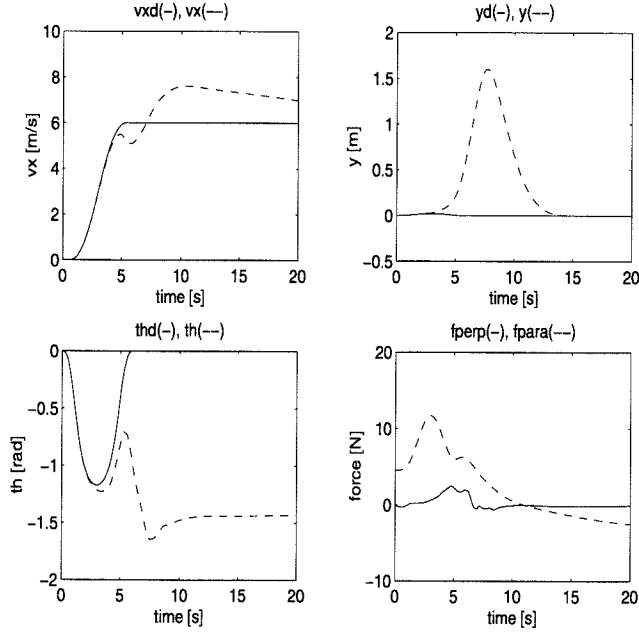 vxd(-), vx(--)
10
8
6
4
2
0
vx [m/s]
0 5 10 15 20
time [s]
yd(-), y(--)
2
1.5
1
0.5
0
-0.5
y [m]
0 5 10 15 20
time [s]
thd(-), th(--)
0
-0.5
-1
-1.5
-2
th [rad]
0 5 10 15 20
time [s]
fperp(-), fpara(--)
20
10
0
-10
force [N]
0 5 10 15 20
time [s]